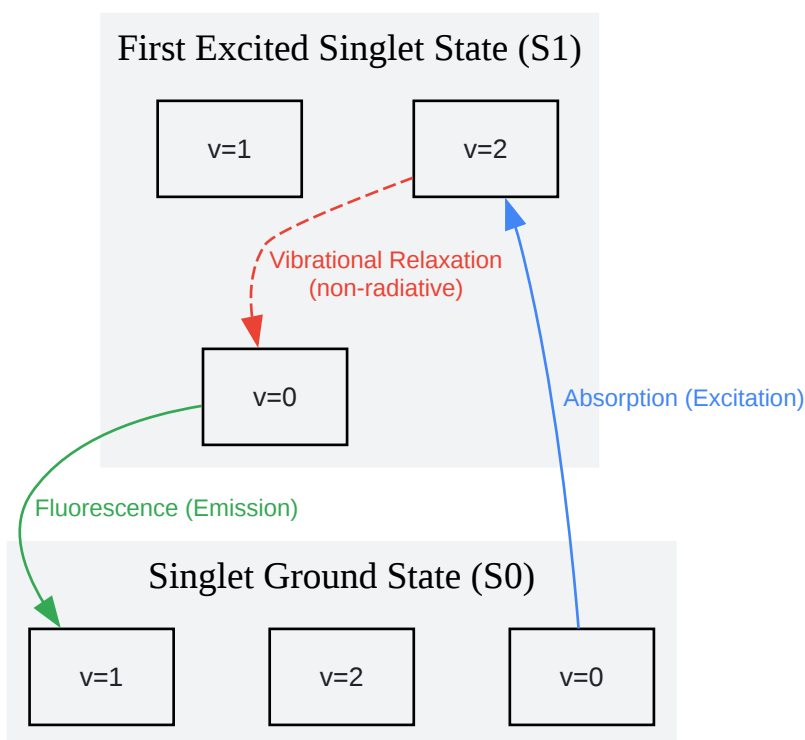 First Excited Singlet State (S1)
v=1
v=2
Vibrational Relaxation
(non-radiative)
v=0
Absorption (Excitation)
Fluorescence (Emission)
Singlet Ground State (S0)
v=1
v=2
v=0